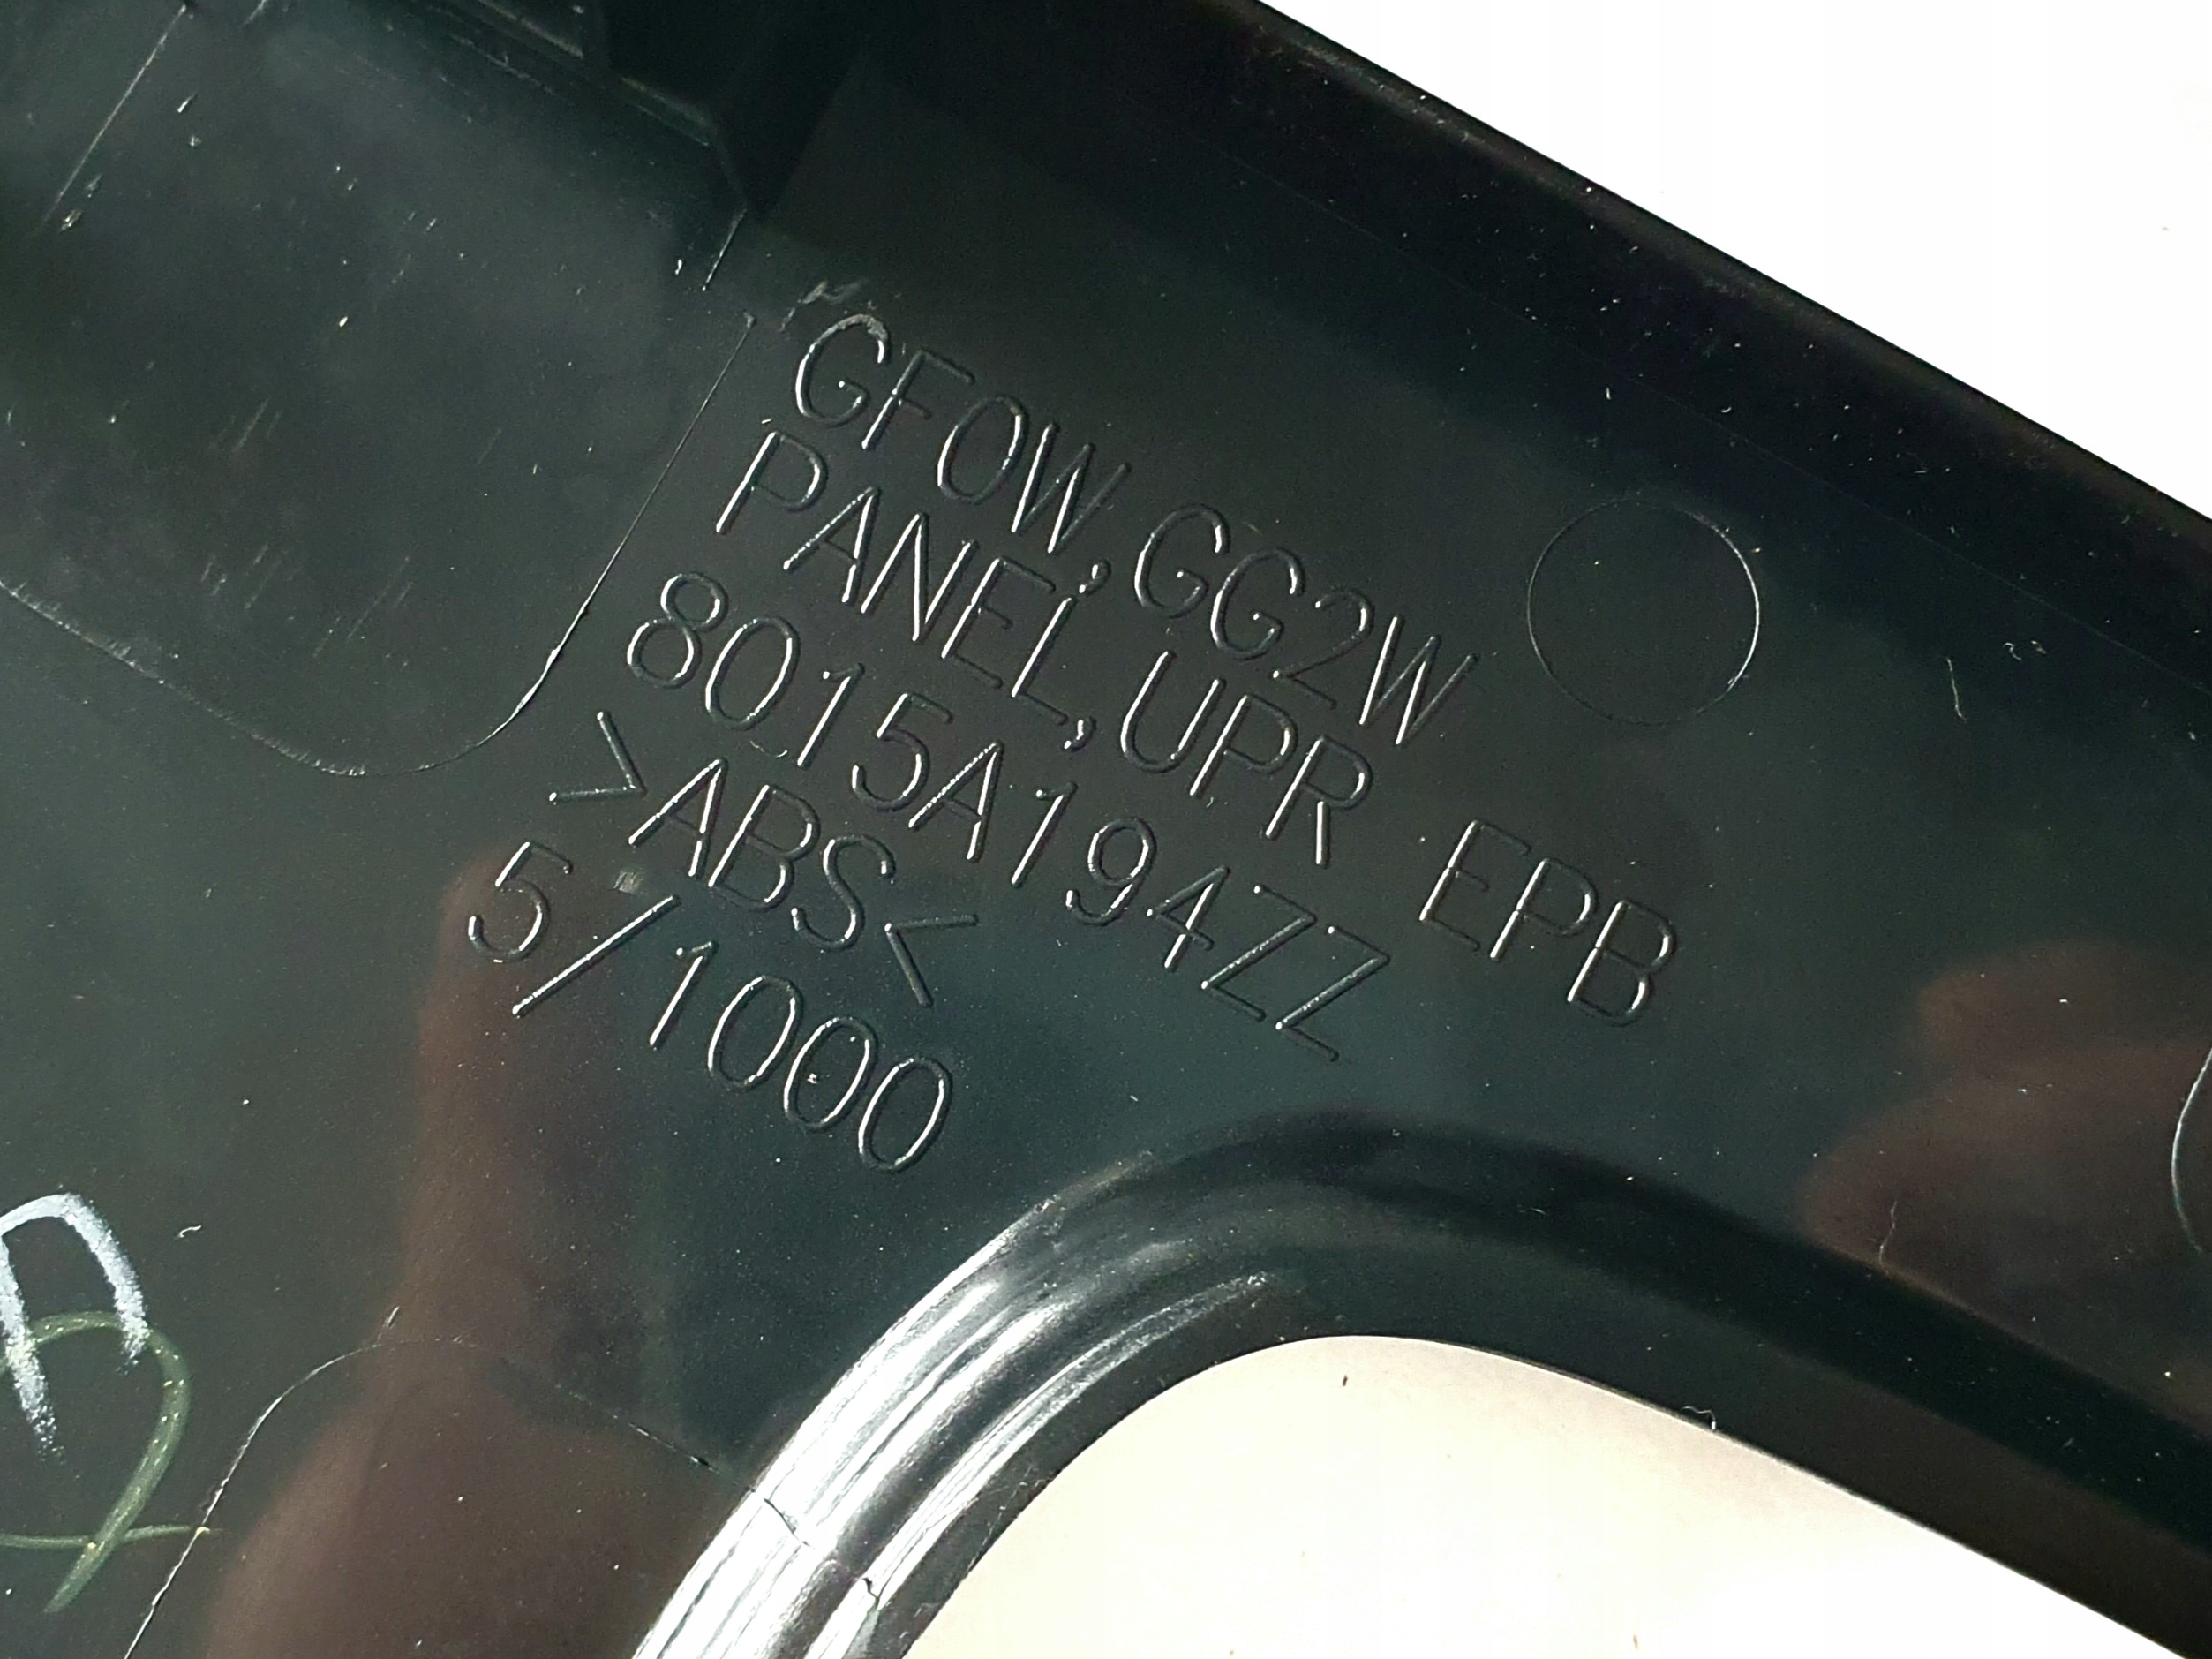 GF0W,GG2W
PANEL,UPR EPB
8015A194ZZ
>ABS<
5/1000